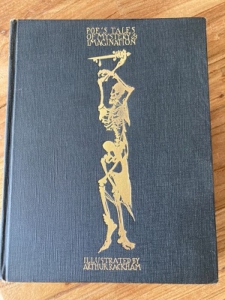 POE'S TALES
OF MYSTERY &
IMAGINATION
ILLUSTRATED BY
ARTHUR RACKHAM